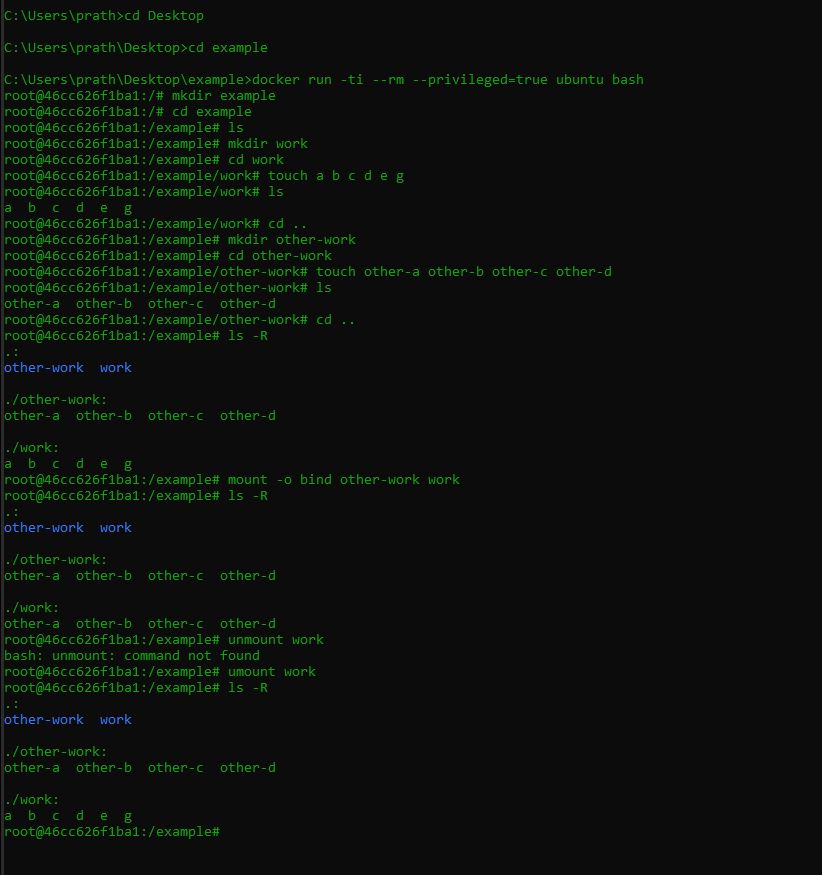 C:\Users\prath>cd Desktop
C:\Users\prath\Desktop>cd example
C:\Users\prath\Desktop\example>docker run -ti --rm --privileged=true ubuntu bash
root@46cc626f1ba1:/# mkdir example
root@46cc626f1ba1:/# cd example
root@46cc626f1ba1:/example# ls
root@46cc626f1ba1:/example# mkdir work
root@46cc626f1ba1:/example# cd work
root@46cc626f1ba1:/example/work# touch a b c d e g
root@46cc626f1ba1:/example/work# ls
a  b  c  d  e  g
root@46cc626f1ba1:/example/work# cd ..
root@46cc626f1ba1:/example# mkdir other-work
root@46cc626f1ba1:/example# cd other-work
root@46cc626f1ba1:/example/other-work# touch other-a other-b other-c other-d
root@46cc626f1ba1:/example/other-work# ls
other-a  other-b  other-c  other-d
root@46cc626f1ba1:/example/other-work# cd ..
root@46cc626f1ba1:/example# ls -R
.:
other-work  work
./other-work:
other-a  other-b  other-c  other-d
./work:
a  b  c  d  e  g
root@46cc626f1ba1:/example# mount -o bind other-work work
root@46cc626f1ba1:/example# ls -R
.:
other-work  work
./other-work:
other-a  other-b  other-c  other-d
./work:
other-a  other-b  other-c  other-d
root@46cc626f1ba1:/example# unmount work
bash: unmount: command not found
root@46cc626f1ba1:/example# umount work
root@46cc626f1ba1:/example# ls -R
.:
other-work  work
./other-work:
other-a  other-b  other-c  other-d
./work:
a  b  c  d  e  g
root@46cc626f1ba1:/example#